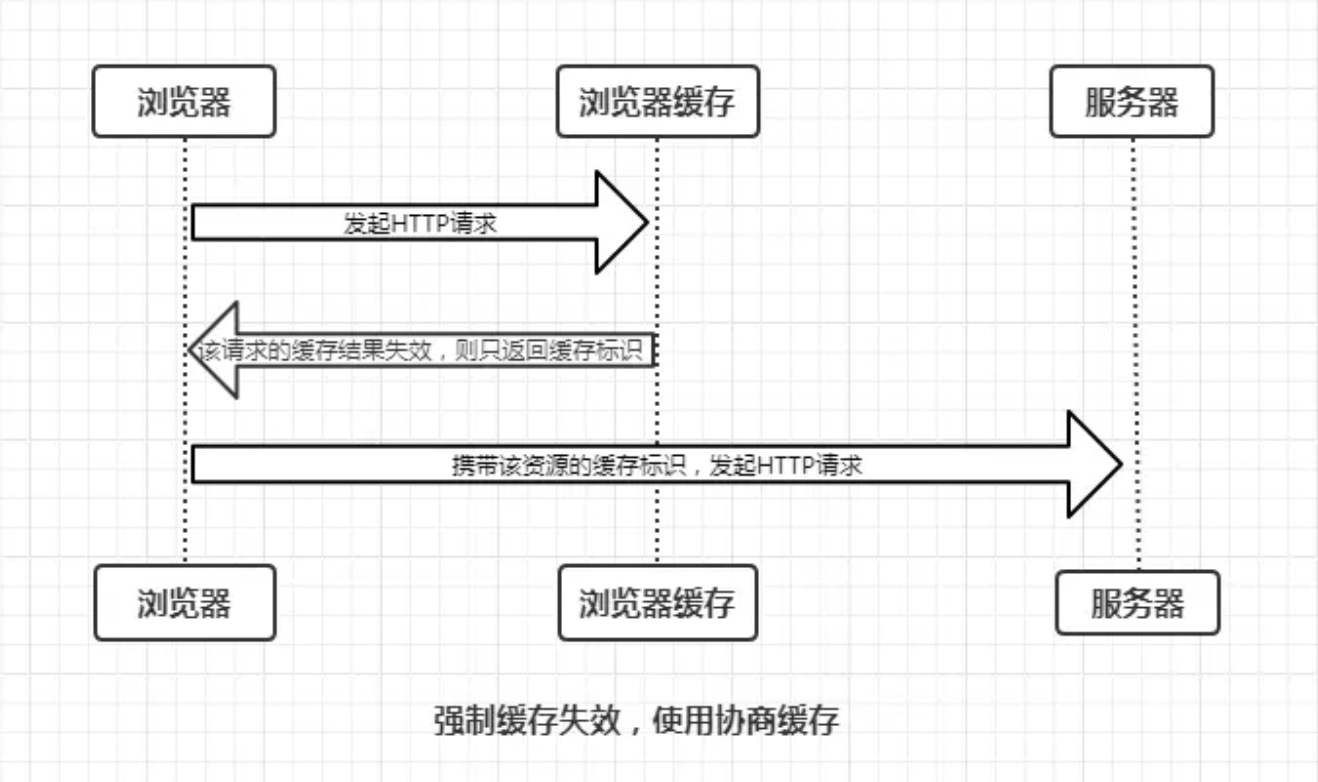 浏览器
浏览器缓存
服务器
发起HTTP请求
该请求的缓存结果失效，则只返回缓存标识
携带该资源的缓存标识，发起HTTP请求
浏览器
浏览器缓存
服务器
强制缓存失效，使用协商缓存